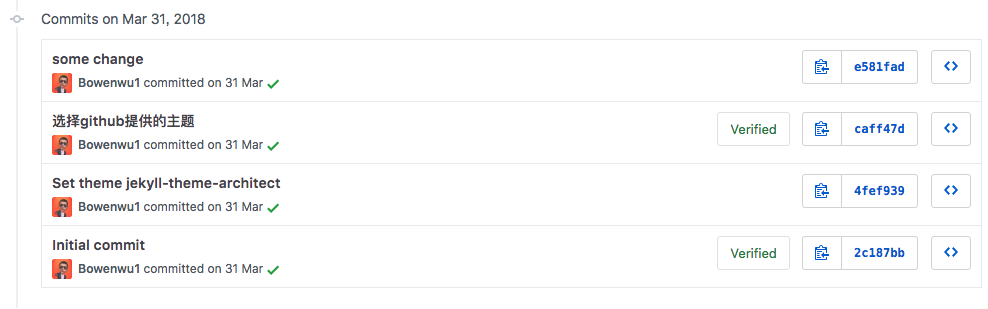 Commits on Mar 31, 2018
some change
Bowenwu1 committed on 31 Mar
e581fad
选择github提供的主题
Bowenwu1 committed on 31 Mar
Verified
caff47d
Set theme jekyll-theme-architect
Bowenwu1 committed on 31 Mar
4fef939
Initial commit
Bowenwu1 committed on 31 Mar
Verified
2c187bb